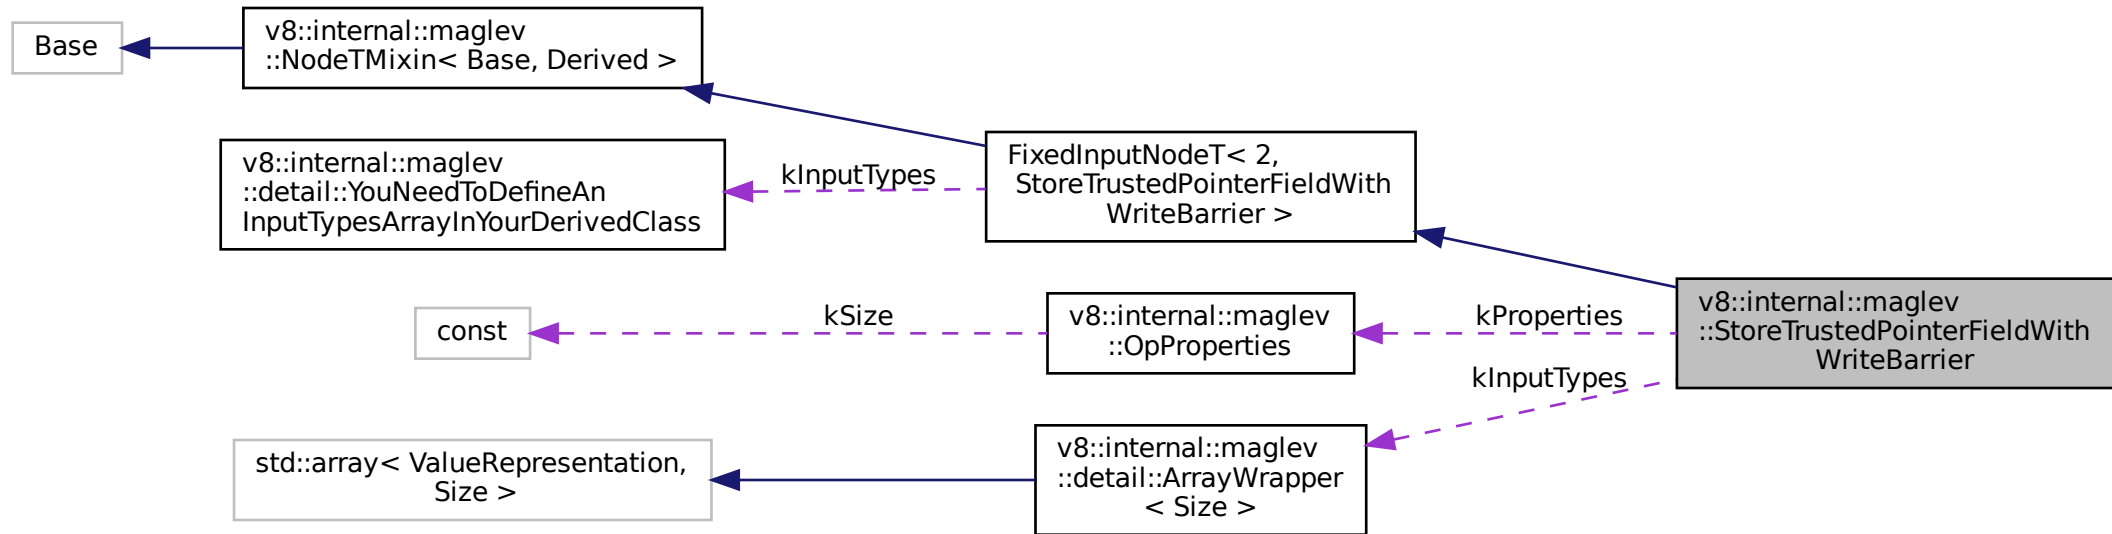 Base
v8::internal::maglev
::NodeTMixin< Base, Derived >
v8::internal::maglev
::detail::YouNeedToDefineAn
InputTypesArrayInYourDerivedClass
kInputTypes
FixedInputNodeT< 2,
StoreTrustedPointerFieldWith
WriteBarrier >
const
kSize
v8::internal::maglev
::OpProperties
kProperties
v8::internal::maglev
::StoreTrustedPointerFieldWith
WriteBarrier
kInputTypes
std::array< ValueRepresentation,
Size >
v8::internal::maglev
::detail::ArrayWrapper
< Size >